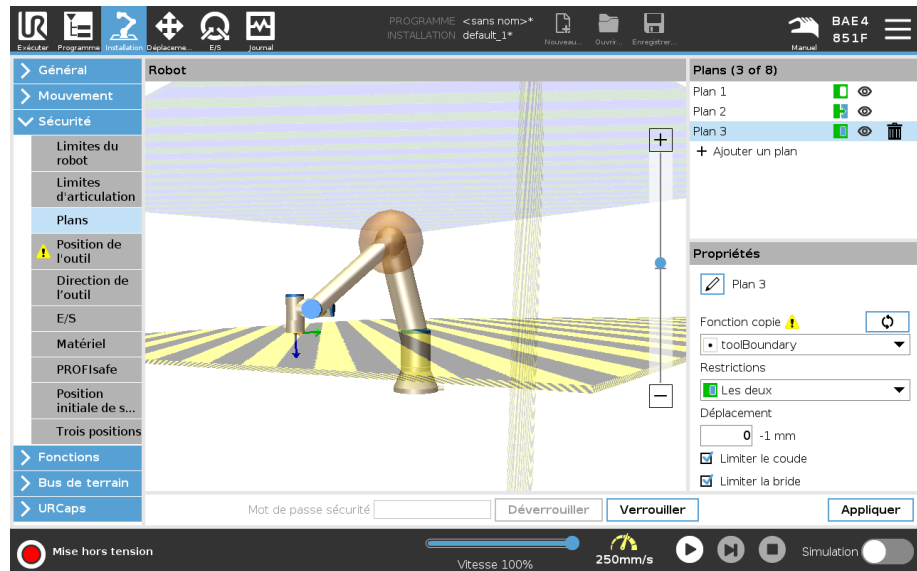 UR
PROGRAMME <sans nom>*
INSTALLATION default_1*
BAE4
851F
Exécuter Programme Installation Déplaceme... E/S Journal
Nouveau... Ouvrir... Enregistrer...
Manuel
Général
Mouvement
Sécurité
Limites du
robot
Limites
d'articulation
Plans
Position de
l'outil
Direction de
l'outil
E/S
Matériel
PROFIsafe
Position
initiale de s...
Trois positions
Fonctions
Bus de terrain
URCaps
Robot
Plans (3 of 8)
Plan 1
Plan 2
Plan 3
+ Ajouter un plan
Propriétés
Plan 3
Fonction copie
toolBoundary
Restrictions
Les deux
Déplacement
0 -1 mm
Limiter le coude
Limiter la bride
Mot de passe sécurité Déverrouiller Verrouiller Appliquer
Mise hors tension
Vitesse 100%
250mm/s
Simulation